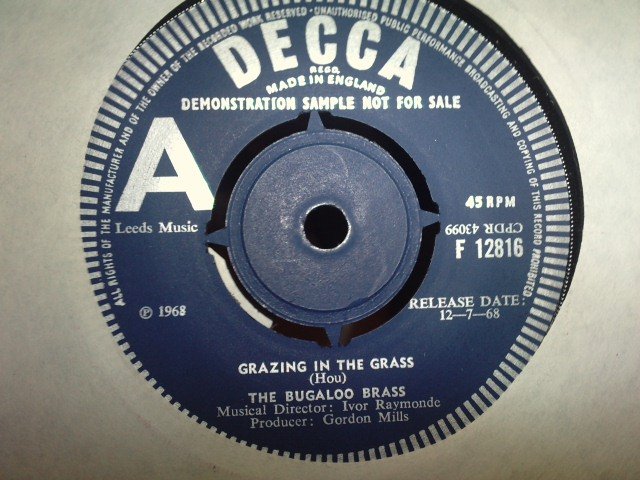 ALL RIGHTS OF THE MANUFACTURER AND OF THE OWNER OF THE RECORDED WORK RESERVED - UNAUTHORISED PUBLIC PERFORMANCE BROADCASTING AND COPYING OF THIS RECORD PROHIBITED
DECCA
REGD.
MADE IN ENGLAND
DEMONSTRATION SAMPLE NOT FOR SALE
A
Leeds Music
45 RPM
CPDR 43099
F 12816
℗ 1968
RELEASE DATE:
12—7—68
GRAZING IN THE GRASS
(Hou)
THE BUGALOO BRASS
Musical Director: Ivor Raymonde
Producer: Gordon Mills